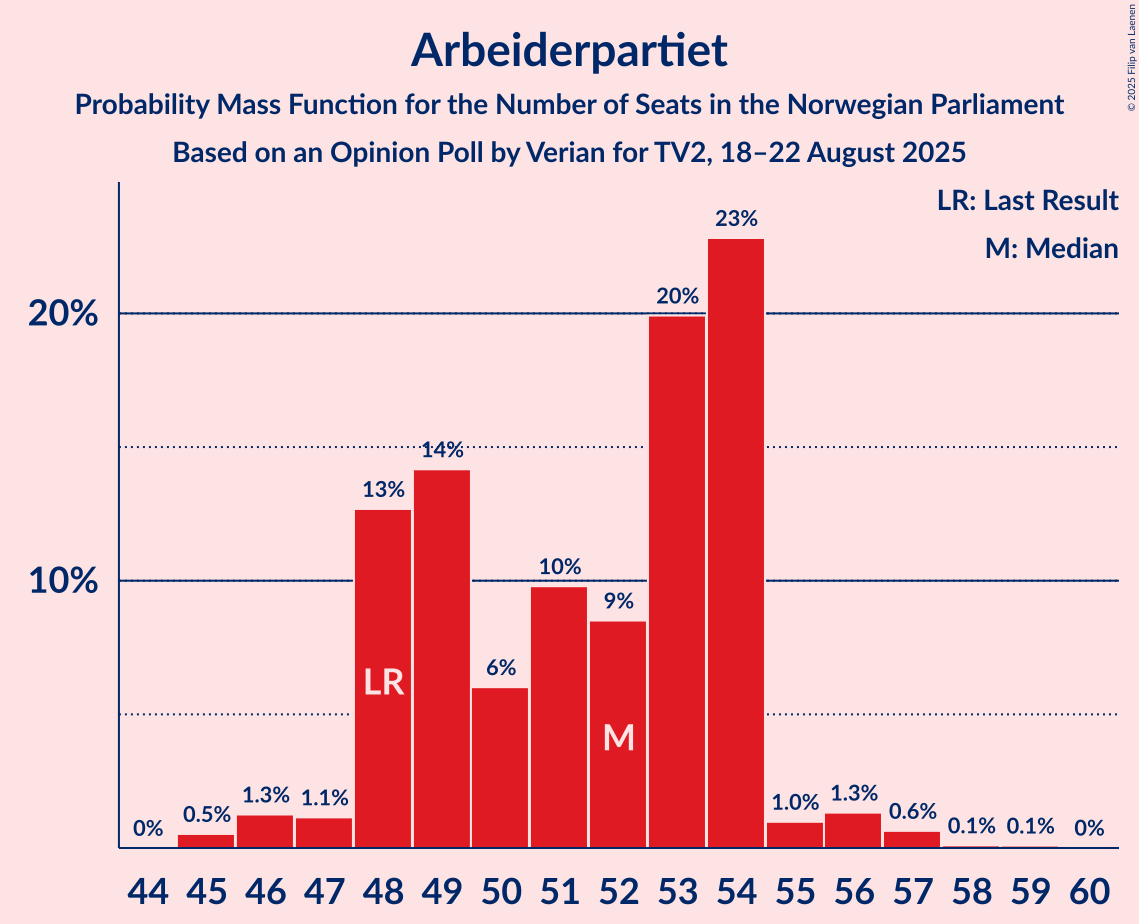 Arbeiderpartiet
Probability Mass Function for the Number of Seats in the Norwegian Parliament
Based on an Opinion Poll by Verian for TV2, 18–22 August 2025
© 2025 Filip van Laenen
LR: Last Result
M: Median
20%
10%
0%
0.5%
1.3%
1.1%
13%
14%
6%
10%
9%
20%
23%
1.0%
1.3%
0.6%
0.1%
0.1%
0%
LR
M
44 45 46 47 48 49 50 51 52 53 54 55 56 57 58 59 60